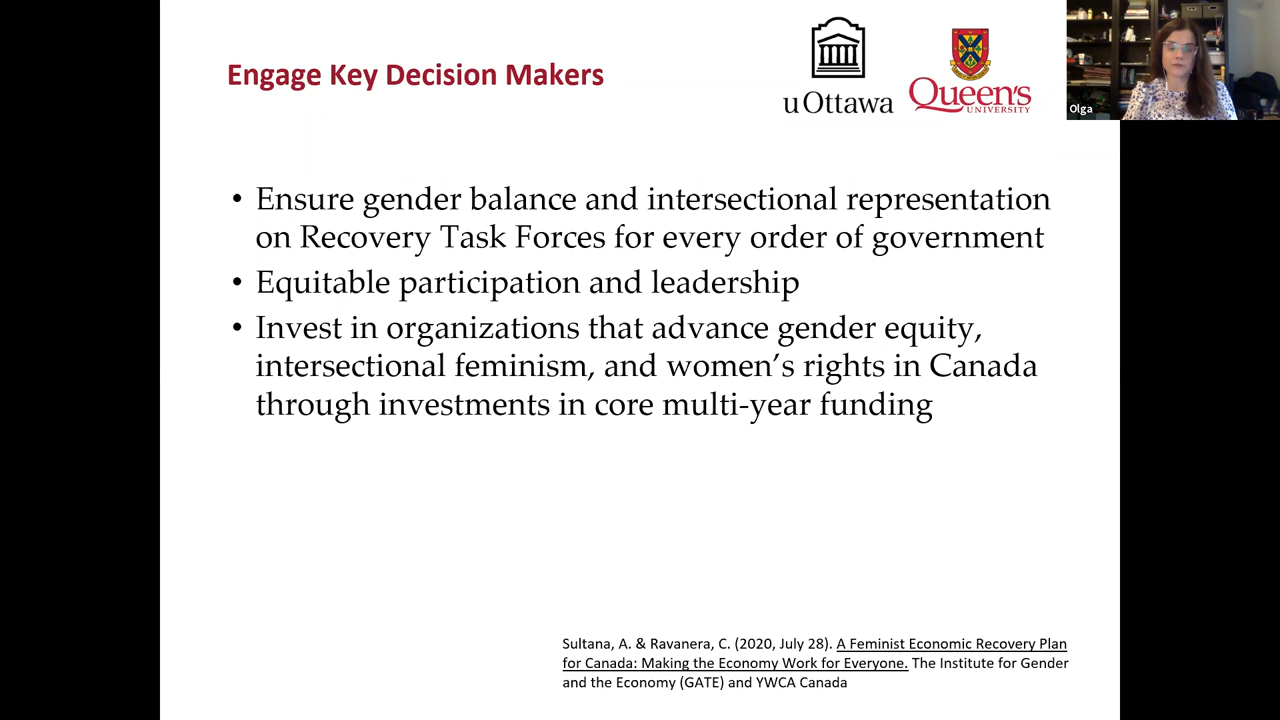 Engage Key Decision Makers
uOttawa
Queen's
UNIVERSITY
Olga
• Ensure gender balance and intersectional representation
on Recovery Task Forces for every order of government
• Equitable participation and leadership
• Invest in organizations that advance gender equity,
intersectional feminism, and women’s rights in Canada
through investments in core multi-year funding
Sultana, A. & Ravanera, C. (2020, July 28). A Feminist Economic Recovery Plan
for Canada: Making the Economy Work for Everyone. The Institute for Gender
and the Economy (GATE) and YWCA Canada